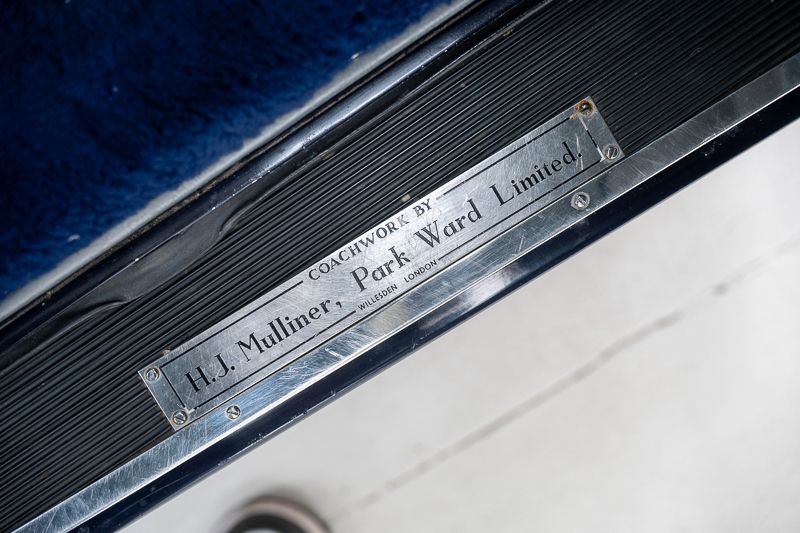 COACHWORK BY
H.J. Mulliner, Park Ward Limited.
WILLESDEN LONDON